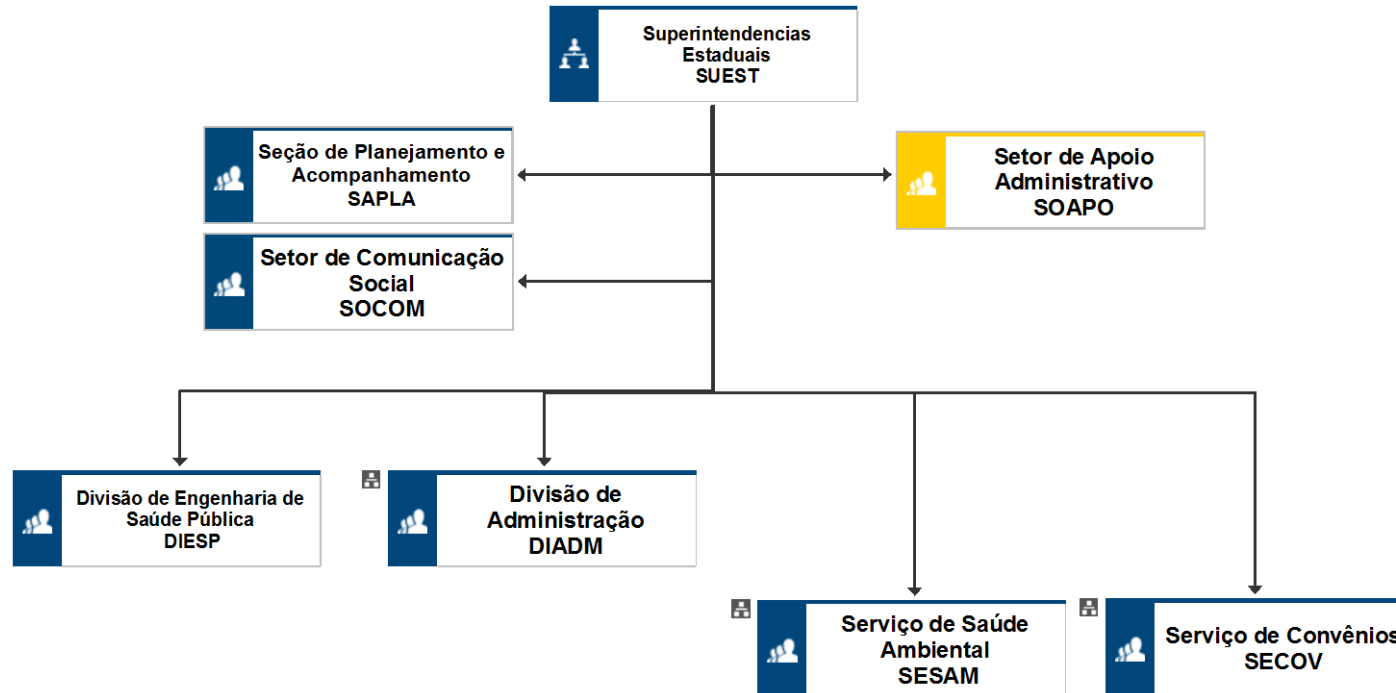 Superintendencias
Estaduais
SUEST
Seção de Planejamento e
Acompanhamento
SAPLA
Setor de Apoio
Administrativo
SOAPO
Setor de Comunicação
Social
SOCOM
Divisão de Engenharia de
Saúde Pública
DIESP
Divisão de
Administração
DIADM
Serviço de Saúde
Ambiental
SESAM
Serviço de Convênios
SECOV